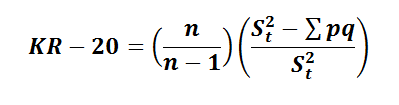 KR − 20 = (n / n − 1) (S_t^2 − ∑ pq / S_t^2)